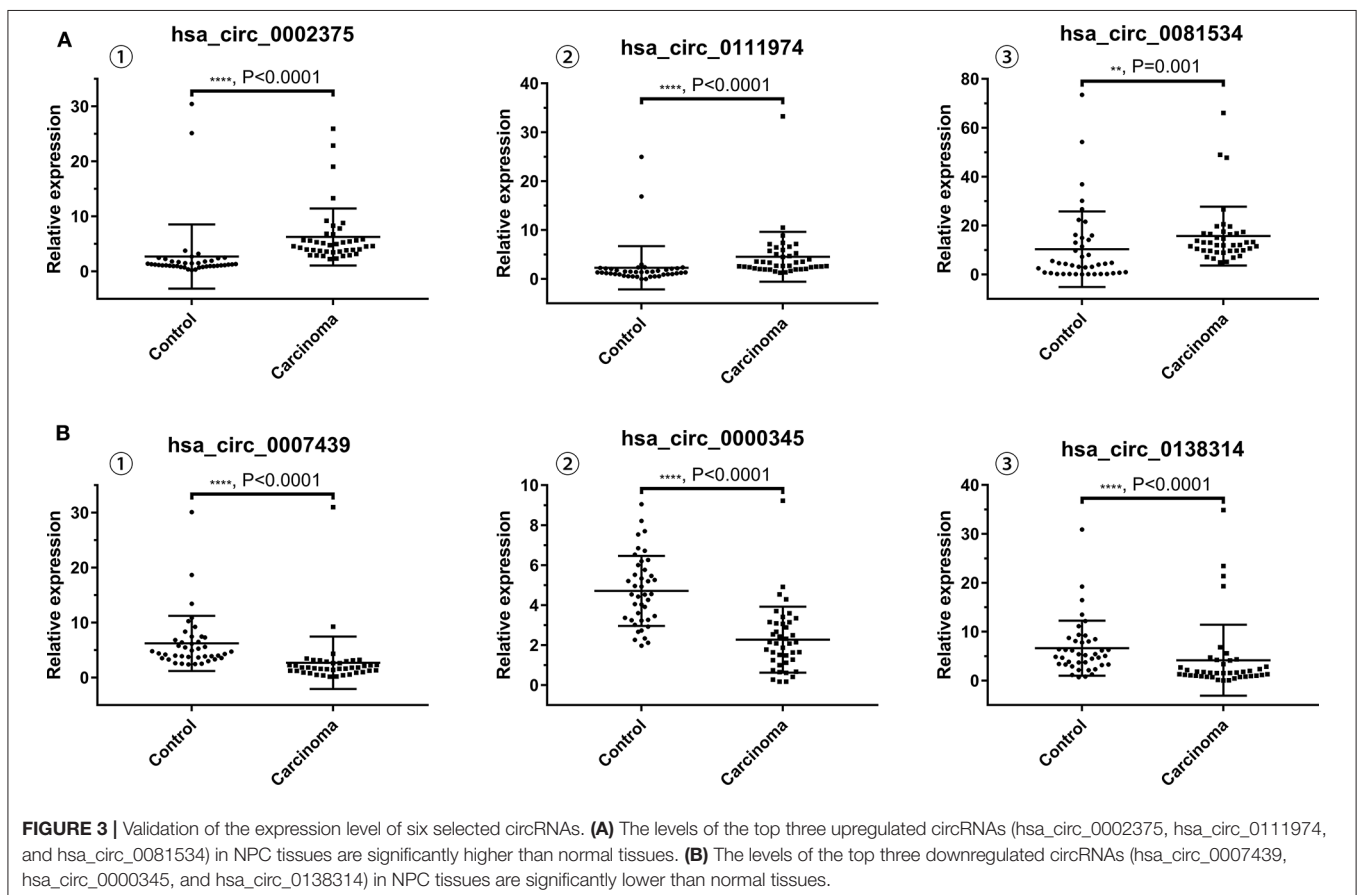 A
hsa_circ_0002375
①
****, P<0.0001
Relative expression
30
20
10
0
Control
Carcinoma
hsa_circ_0111974
②
****, P<0.0001
Relative expression
40
30
20
10
0
Control
Carcinoma
hsa_circ_0081534
③
**, P=0.001
Relative expression
80
60
40
20
0
Control
Carcinoma
B
hsa_circ_0007439
①
****, P<0.0001
Relative expression
30
20
10
0
Control
Carcinoma
hsa_circ_0000345
②
****, P<0.0001
Relative expression
10
8
6
4
2
0
Control
Carcinoma
hsa_circ_0138314
③
****, P<0.0001
Relative expression
40
30
20
10
0
Control
Carcinoma
FIGURE 3 | Validation of the expression level of six selected circRNAs. (A) The levels of the top three upregulated circRNAs (hsa_circ_0002375, hsa_circ_0111974,
and hsa_circ_0081534) in NPC tissues are significantly higher than normal tissues. (B) The levels of the top three downregulated circRNAs (hsa_circ_0007439,
hsa_circ_0000345, and hsa_circ_0138314) in NPC tissues are significantly lower than normal tissues.